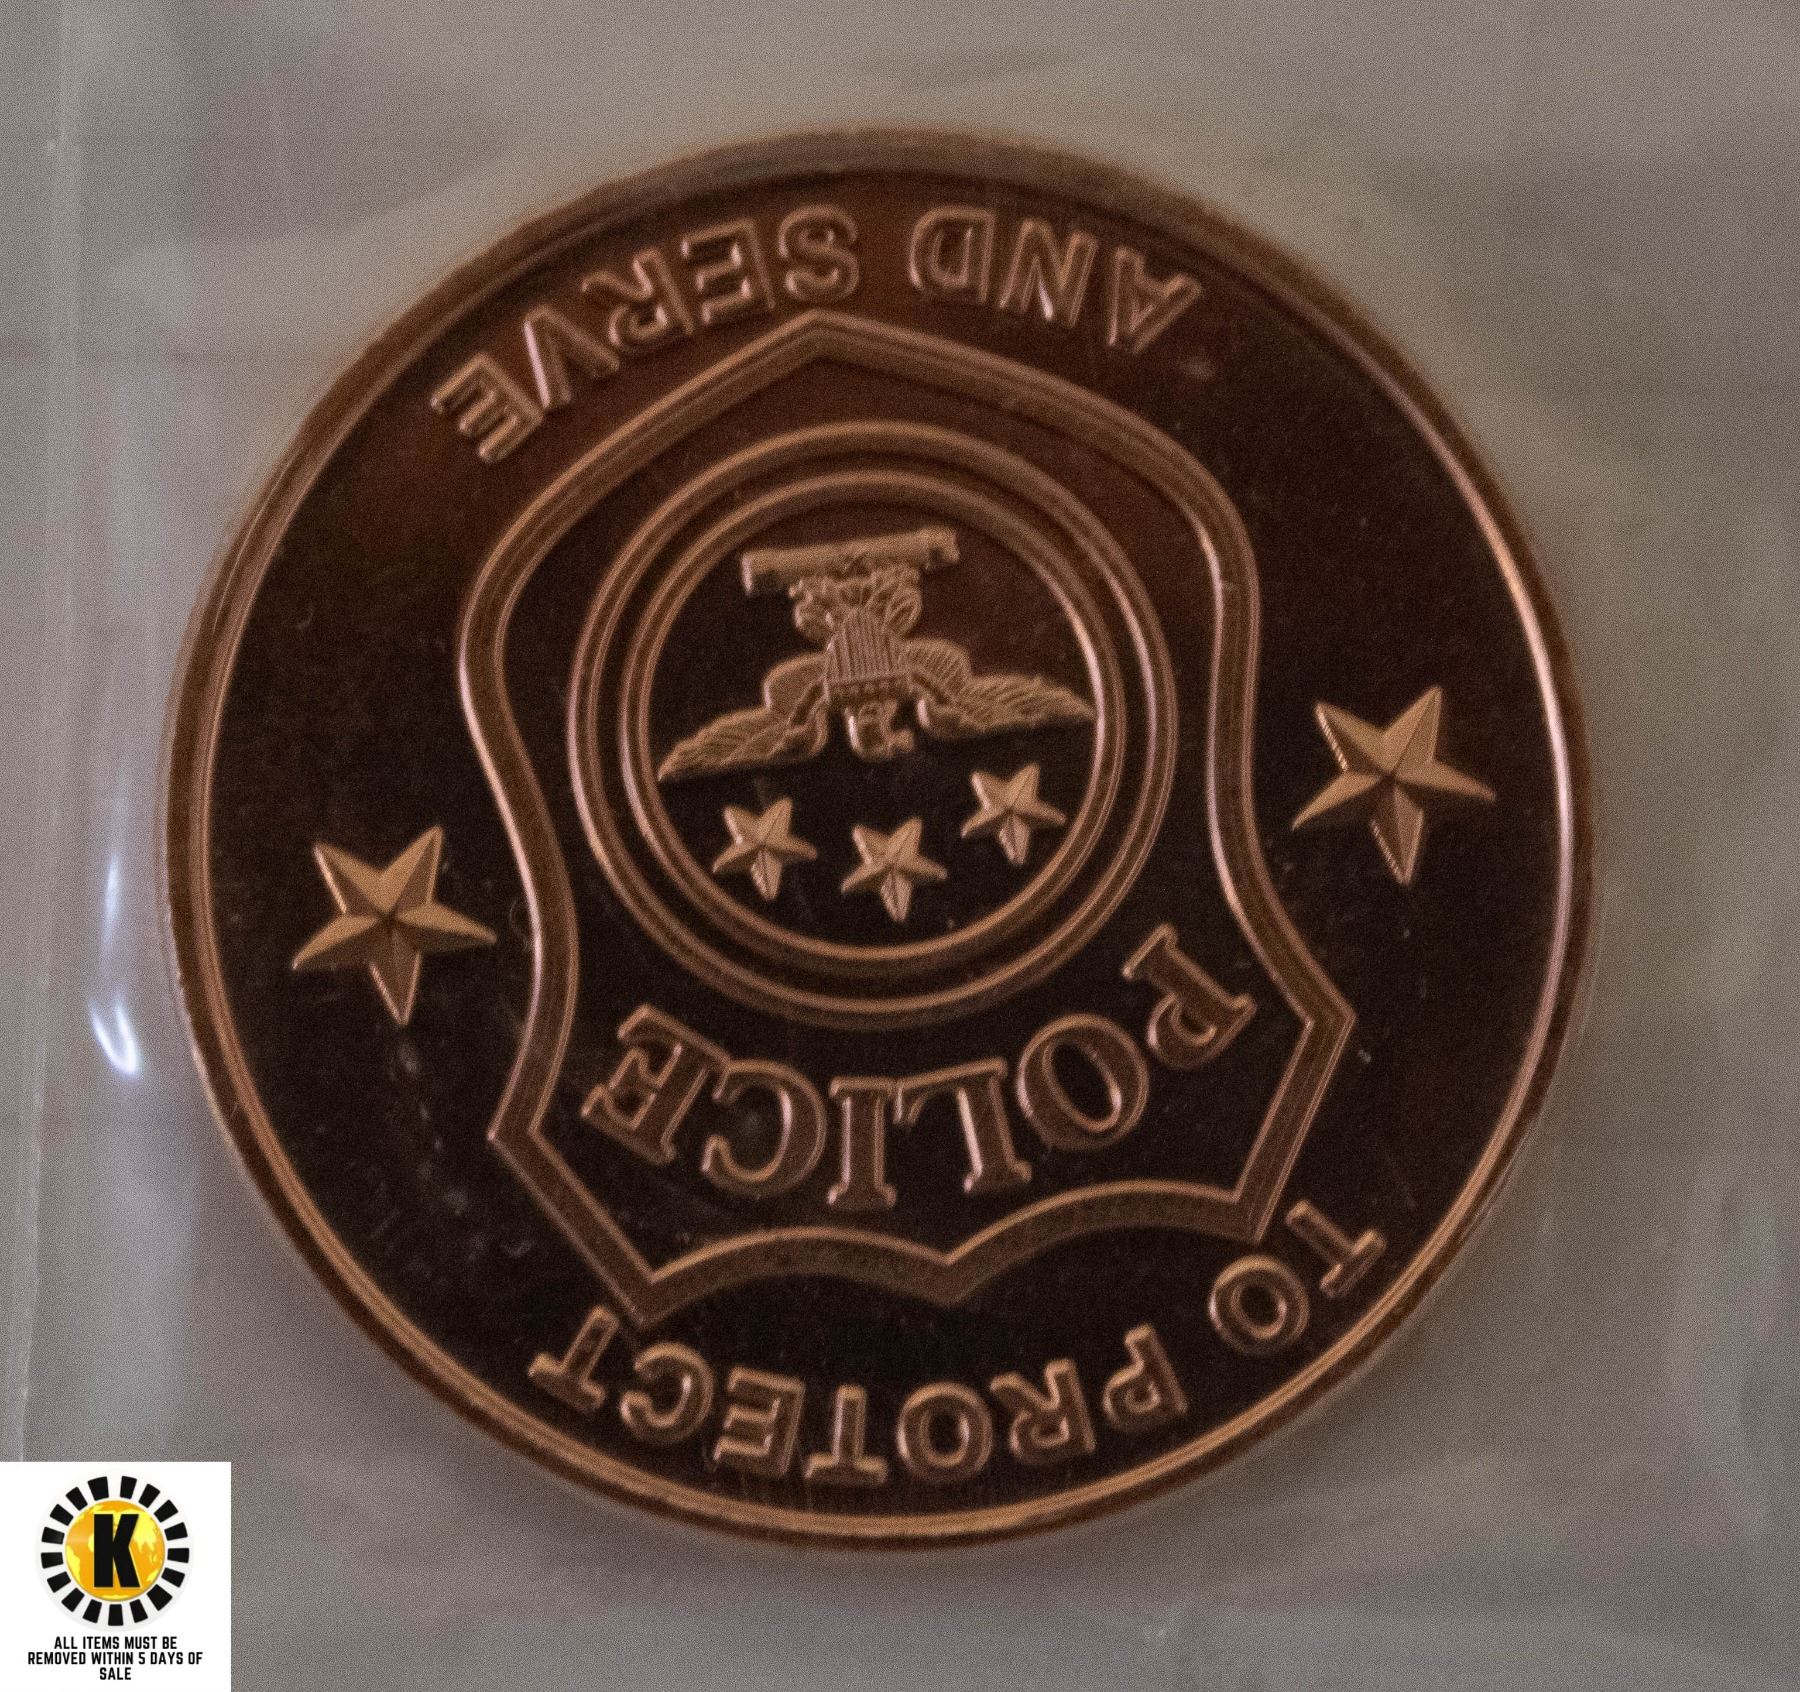 TO PROTECT
POLICE
AND SERVE
K
ALL ITEMS MUST BE
REMOVED WITHIN 5 DAYS OF
SALE